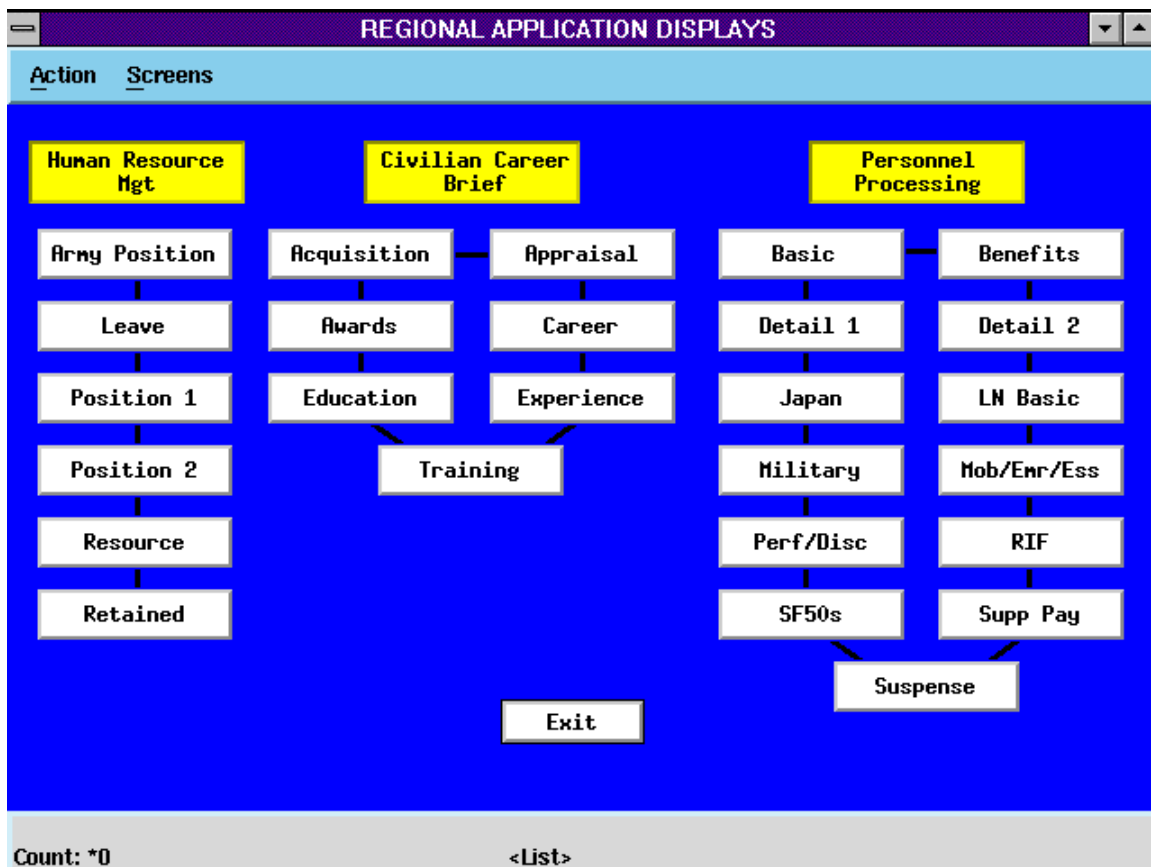 REGIONAL APPLICATION DISPLAYS
Action Screens
Human Resource
Mgt
Civilian Career
Brief
Personnel
Processing
Army Position
Acquisition
Appraisal
Basic
Benefits
Leave
Awards
Career
Detail 1
Detail 2
Position 1
Education
Experience
Japan
LN Basic
Position 2
Training
Military
Mob/Emr/Ess
Resource
Perf/Disc
RIF
Retained
SF50s
Supp Pay
Suspense
Exit
Count: *0 <List>